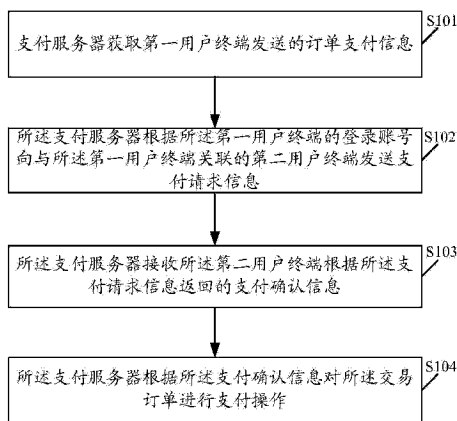 S101
支付服务器获取第一用户终端发送的订单支付信息
S102
所述支付服务器根据所述第一用户终端的登录账号
向与所述第一用户终端关联的第二用户终端发送支
付请求信息
S103
所述支付服务器接收所述第二用户终端根据所述支
付请求信息返回的支付确认信息
S104
所述支付服务器根据所述支付确认信息对所述交易
订单进行支付操作